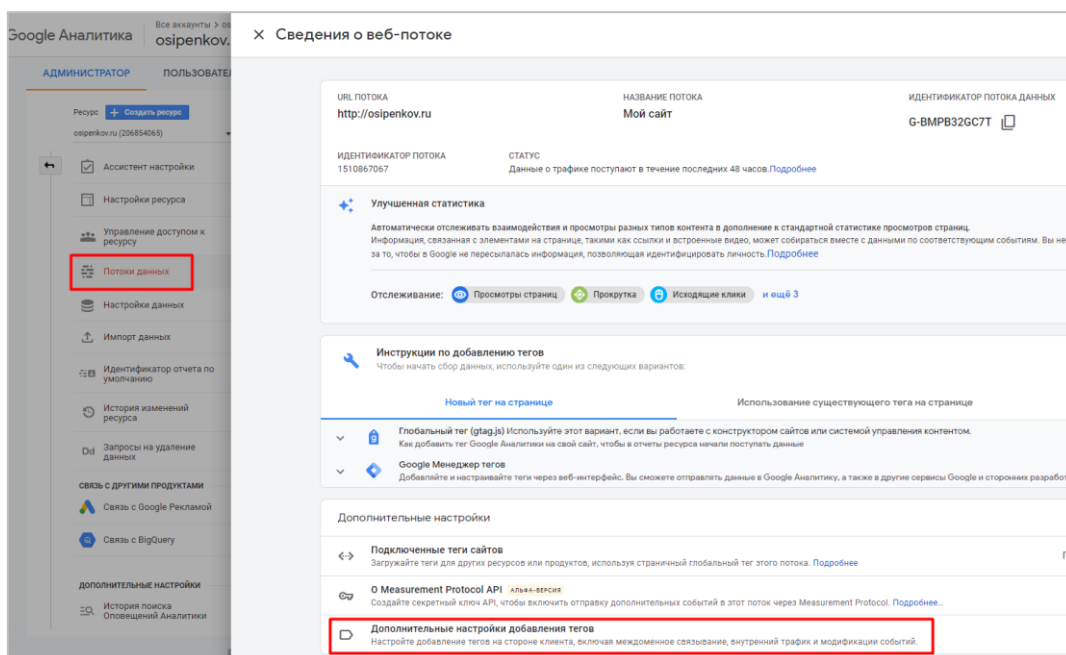 Google Аналитика
Все аккаунты > os
osipenkov.
Сведения о веб-потоке
АДМИНИСТРАТОР
ПОЛЬЗОВАТЕЛ
Ресурс
+ Создать ресурс
osipenkov.ru (206854065)
Ассистент настройки
Настройки ресурса
Управление доступом к
ресурсу
Потоки данных
Настройки данных
Импорт данных
Идентификатор отчета по
умолчанию
История изменений
ресурса
Dd Запросы на удаление
данных
СВЯЗЬ С ДРУГИМИ ПРОДУКТАМИ
Связь с Google Рекламой
Связь с BigQuery
ДОПОЛНИТЕЛЬНЫЕ НАСТРОЙКИ
История поиска
Оповещений Аналитики
URL ПОТОКА
http://osipenkov.ru
НАЗВАНИЕ ПОТОКА
Мой сайт
ИДЕНТИФИКАТОР ПОТОКА ДАННЫХ
G-BMPB32GC7T
ИДЕНТИФИКАТОР ПОТОКА
1510867067
СТАТУС
Данные о трафике поступают в течение последних 48 часов.Подробнее
Улучшенная статистика
Автоматически отслеживать взаимодействия и просмотры разных типов контента в дополнение к стандартной статистике просмотров страниц.
Информация, связанная с элементами на странице, такими как ссылки и встроенные видео, может собираться вместе с данными по соответствующим событиям. Вы не
за то, чтобы в Google не пересылалась информация, позволяющая идентифицировать личность.Подробнее
Отслеживание: Просмотры страниц Прокрутка Исходящие клики и ещё 3
Инструкции по добавлению тегов
Чтобы начать сбор данных, используйте один из следующих вариантов:
Новый тег на странице
Использование существующего тега на странице
Глобальный тег (gtag.js) Используйте этот вариант, если вы работаете с конструктором сайтов или системой управления контентом.
Как добавить тег Google Аналитики на свой сайт, чтобы в отчеты ресурса начали поступать данные
Google Менеджер тегов
Добавляйте и настраивайте теги через веб-интерфейс. Вы сможете отправлять данные в Google Аналитику, а также в другие сервисы Google и сторонних разработ
Дополнительные настройки
Подключенные теги сайтов
Загружайте теги для других ресурсов или продуктов, используя страничный глобальный тег этого потока. Подробнее
О Measurement Protocol API АЛЬФА-ВЕРСИЯ
Создайте секретный ключ API, чтобы включить отправку дополнительных событий в этот поток через Measurement Protocol. Подробнее...
Дополнительные настройки добавления тегов
Настройте добавление тегов на стороне клиента, включая междоменное связывание, внутренний трафик и модификации событий.